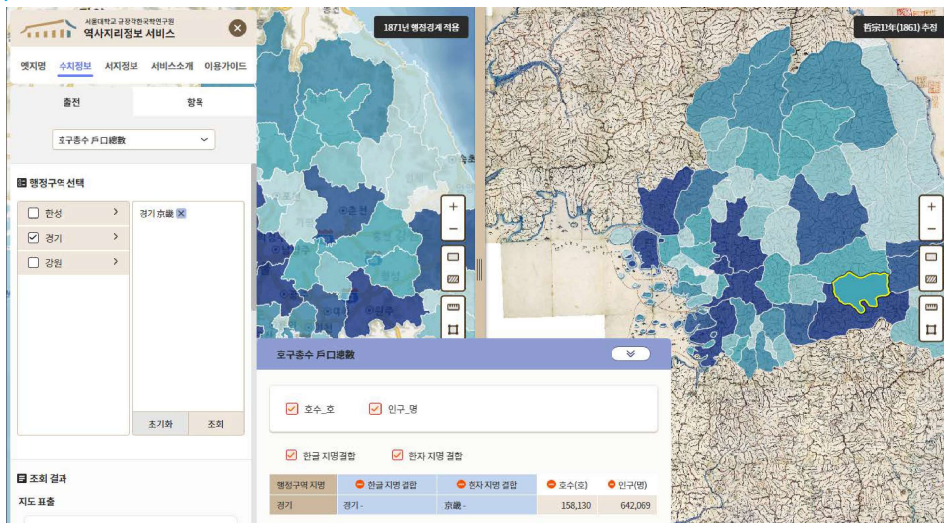 서울대학교 규장각한국학연구원
역사지리정보 서비스
옛지명 수치정보 서지정보 서비스소개 이용가이드
출전 항목
호구총수 戶口總數
행정구역 선택
한성
경기
강원
경기 京畿
초기화 조회
조회 결과
지도 표출
1871년 행정경계 적용
춘천
+
−
호구총수 戶口總數
호수_호 인구_명
한글 지명결합 한자 지명 결합
행정구역 지명 한글 지명 결합 한자 지명 결합 호수(호) 인구(명)
경기 경기 - 京畿 - 158,130 642,069
哲宗12年(1861) 추정
+
−